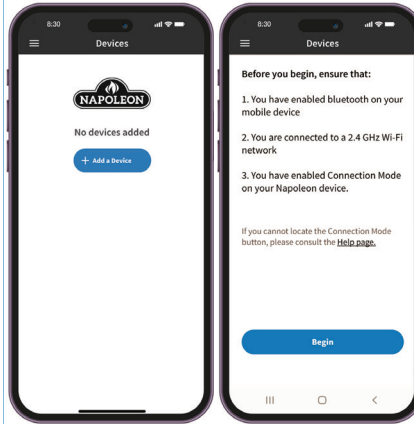 8:30
Devices
NAPOLEON
No devices added
+ Add a Device
8:30
Devices
Before you begin, ensure that:
1. You have enabled bluetooth on your
mobile device
2. You are connected to a 2.4 GHz Wi-Fi
network
3. You have enabled Connection Mode
on your Napoleon device.
If you cannot locate the Connection Mode
button, please consult the Help page.
Begin